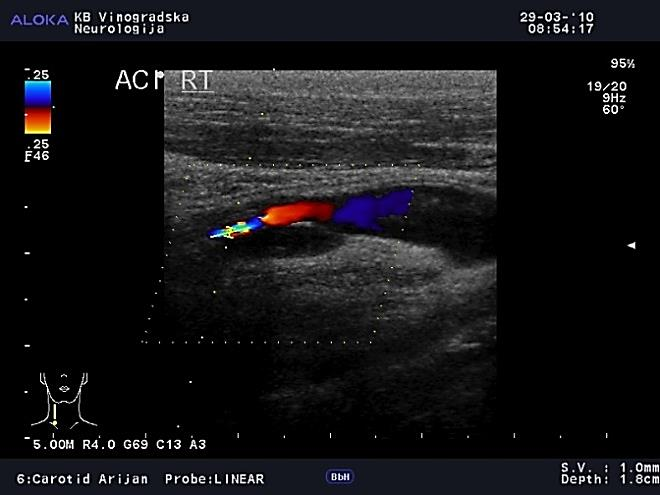 ALOKA KB Vinogradska
Neurologija
29-03-'10
08:54:17
95%
19/20
9Hz
60°
.25
.25
F46
ACI RT
5.00M R4.0 G69 C13 A3
6:Carotid Arijan Probe:LINEAR
BbH
S.V. : 1.0mm
Depth: 1.8cm